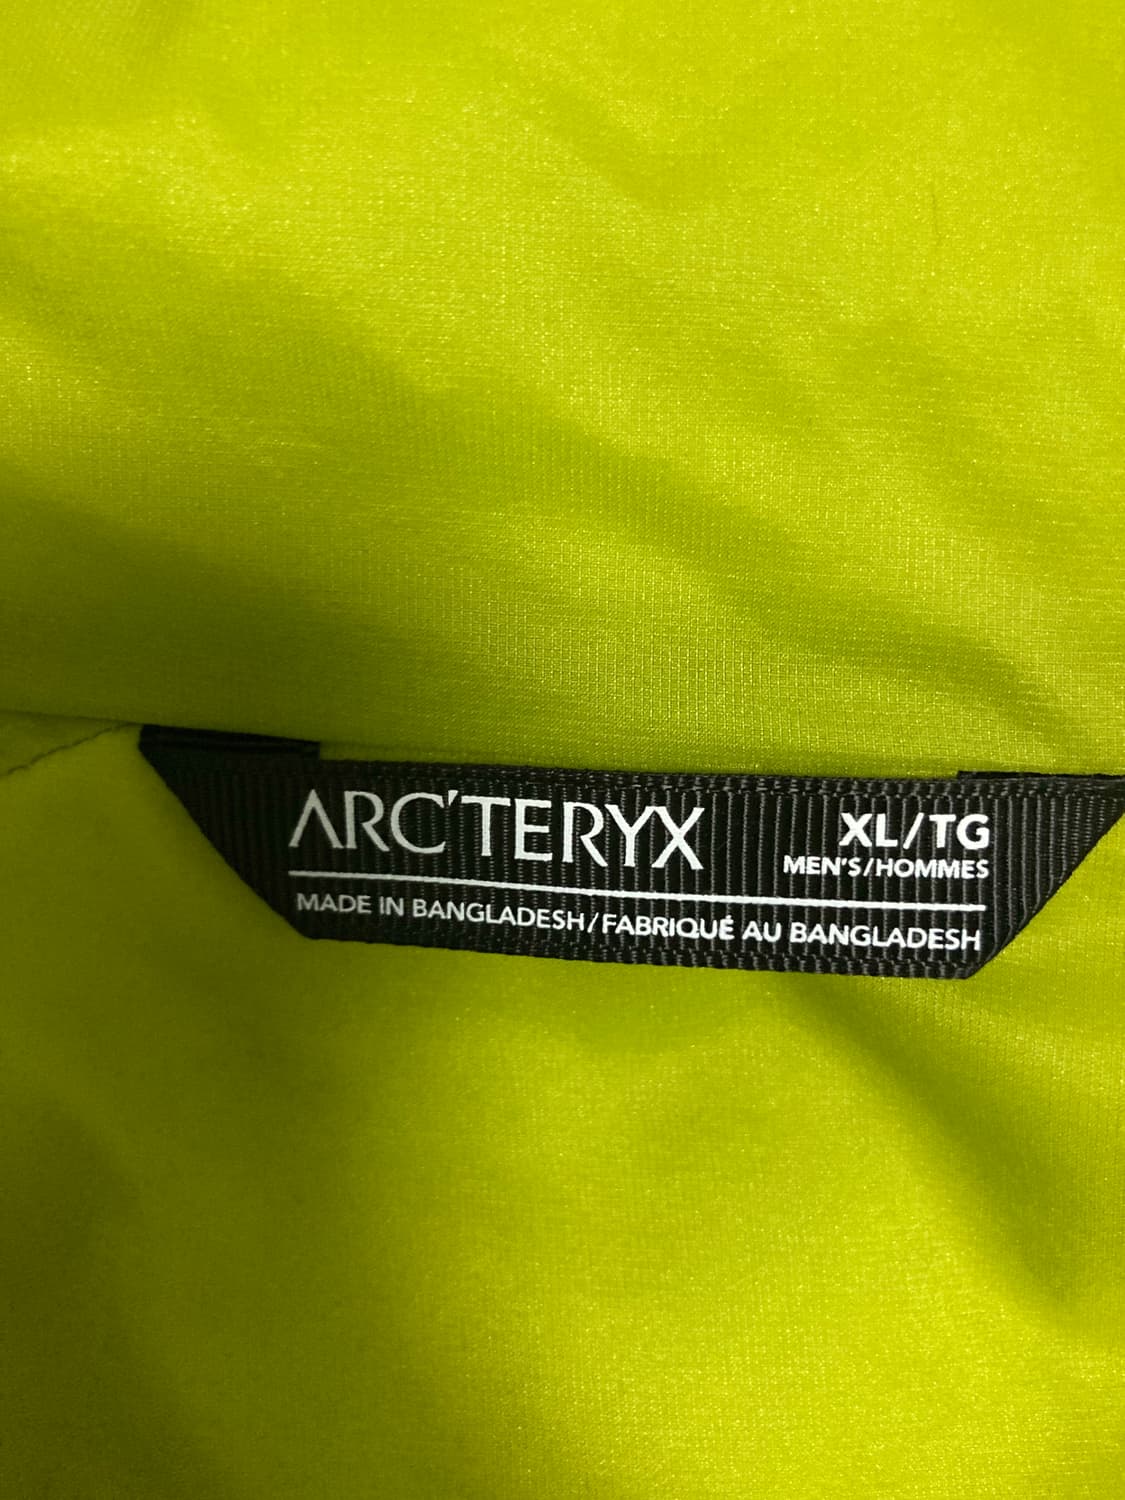 ARC'TERYX
XL/TG
MEN'S/HOMMES
MADE IN BANGLADESH/FABRIQUÉ AU BANGLADESH